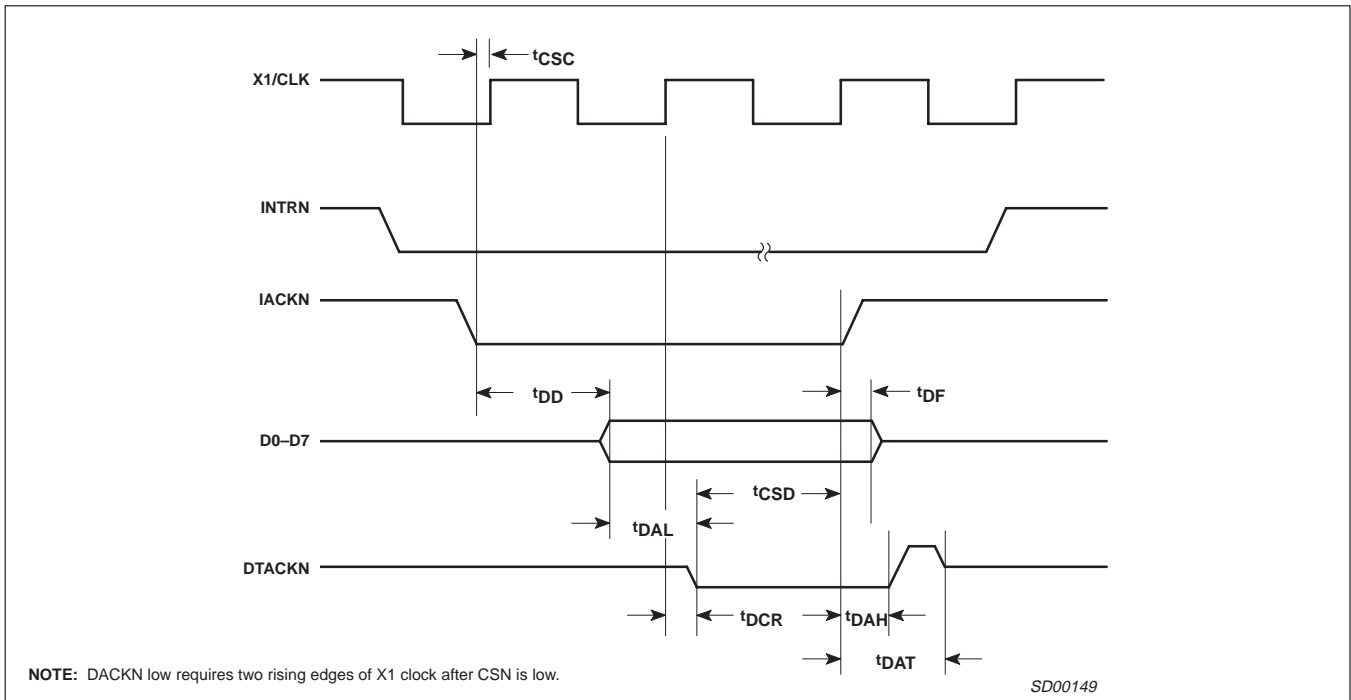 tCSC
X1/CLK
INTRN
IACKN
tDD
tDF
D0–D7
tCSD
tDAL
DTACKN
tDCR
tDAH
tDAT
NOTE: DACKN low requires two rising edges of X1 clock after CSN is low.
SD00149